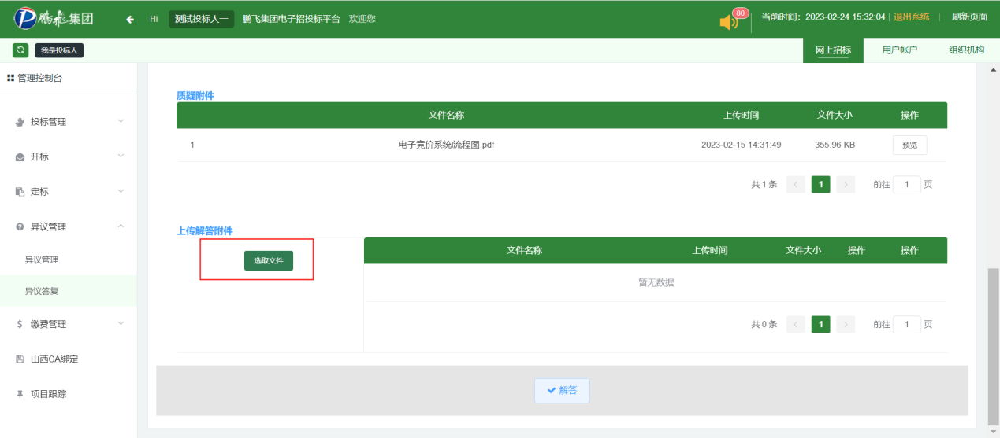 鹏飞集团 Hi 测试投标人一 鹏飞集团电子招投标平台 欢迎您 80 当前时间：2023-02-24 15:32:04 | 退出系统 | 刷新页面
我是投标人 网上招标 用户帐户 组织机构
管理控制台
投标管理
开标
定标
异议管理
异议管理
异议答复
缴费管理
山西CA绑定
项目跟踪
质疑附件
文件名称 上传时间 文件大小 操作
1 电子竞价系统流程图.pdf 2023-02-15 14:31:49 355.96 KB 预览
共 1 条 < 1 > 前往 1 页
上传解答附件
选取文件
文件名称 上传时间 文件大小 操作 操作
暂无数据
共 0 条 < 1 > 前往 1 页
解答